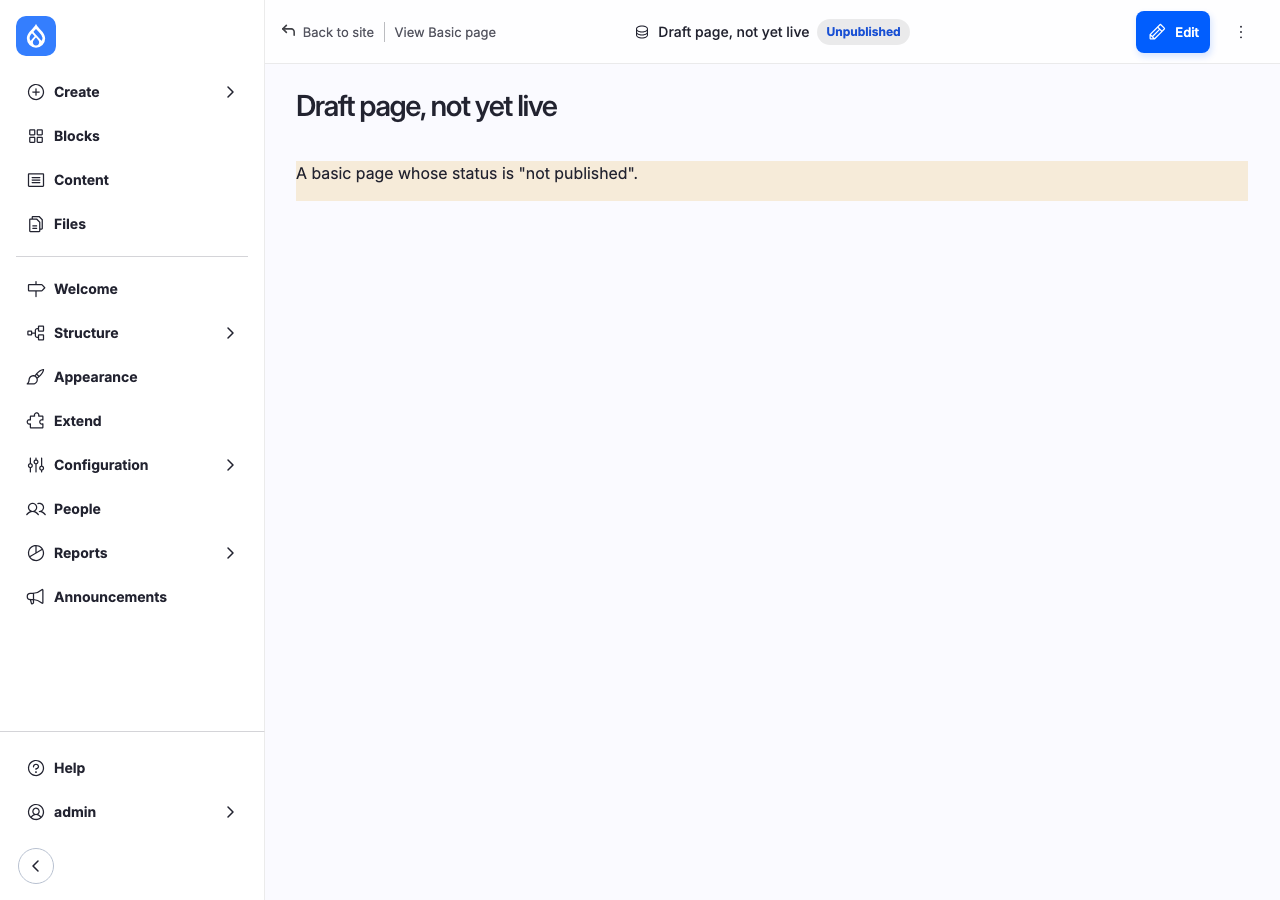 Back to site
View Basic page
Draft page, not yet live
Unpublished
Edit
Create
Blocks
Content
Files
Welcome
Structure
Appearance
Extend
Configuration
People
Reports
Announcements
Help
admin
Draft page, not yet live
A basic page whose status is "not published".